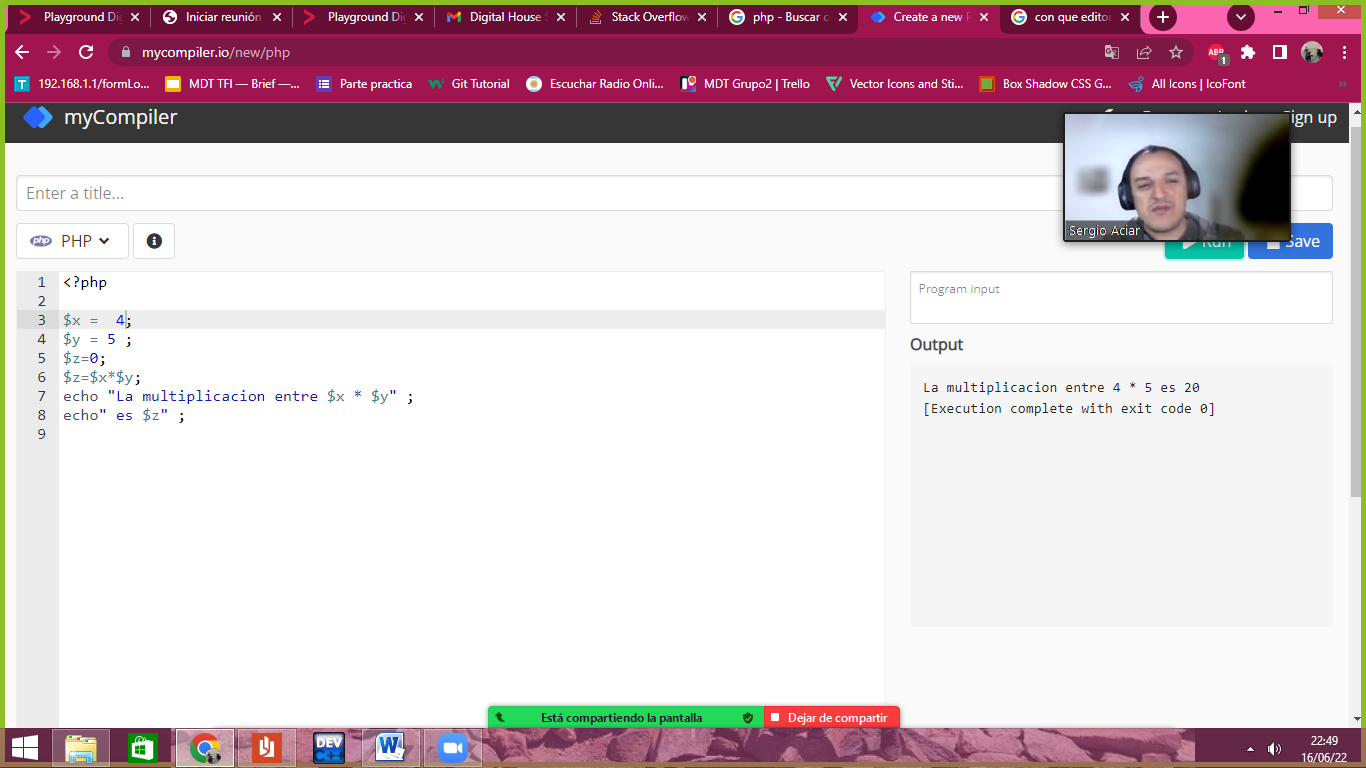 Playground Di
Iniciar reunión
Playground Di
Digital House
Stack Overflow
php - Buscar
Create a new
con que editor
mycompiler.io/new/php
ABP
1
192.168.1.1/formLo...
MDT TFI — Brief —...
Parte practica
Git Tutorial
Escuchar Radio Onli...
MDT Grupo2 | Trello
Vector Icons and Sti...
Box Shadow CSS G...
All Icons | IcoFont
myCompiler
Sign up
Enter a title...
Sergio Aciar
php PHP
Run
Save
1 <?php
2
3 $x =  4;
4 $y = 5 ;
5 $z=0;
6 $z=$x*$y;
7 echo "La multiplicacion entre $x * $y" ;
8 echo" es $z" ;
9
Program input
Output
La multiplicacion entre 4 * 5 es 20
[Execution complete with exit code 0]
Está compartiendo la pantalla
Dejar de compartir
DEV
C++
W
22:49
16/06/22